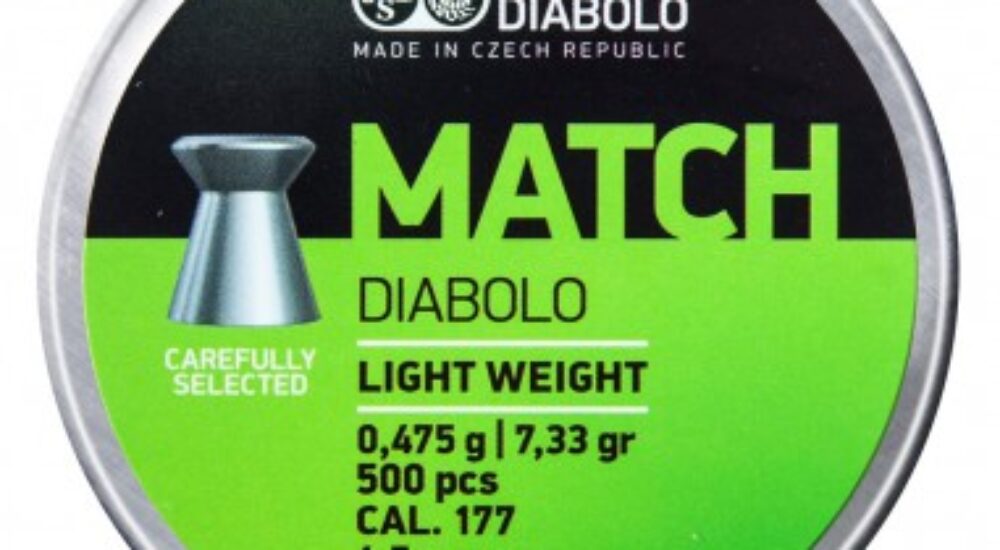 S
DIABOLO
MADE IN CZECH REPUBLIC
MATCH
DIABOLO
CAREFULLY
SELECTED
LIGHT WEIGHT
0,475 g | 7,33 gr
500 pcs
CAL. 177